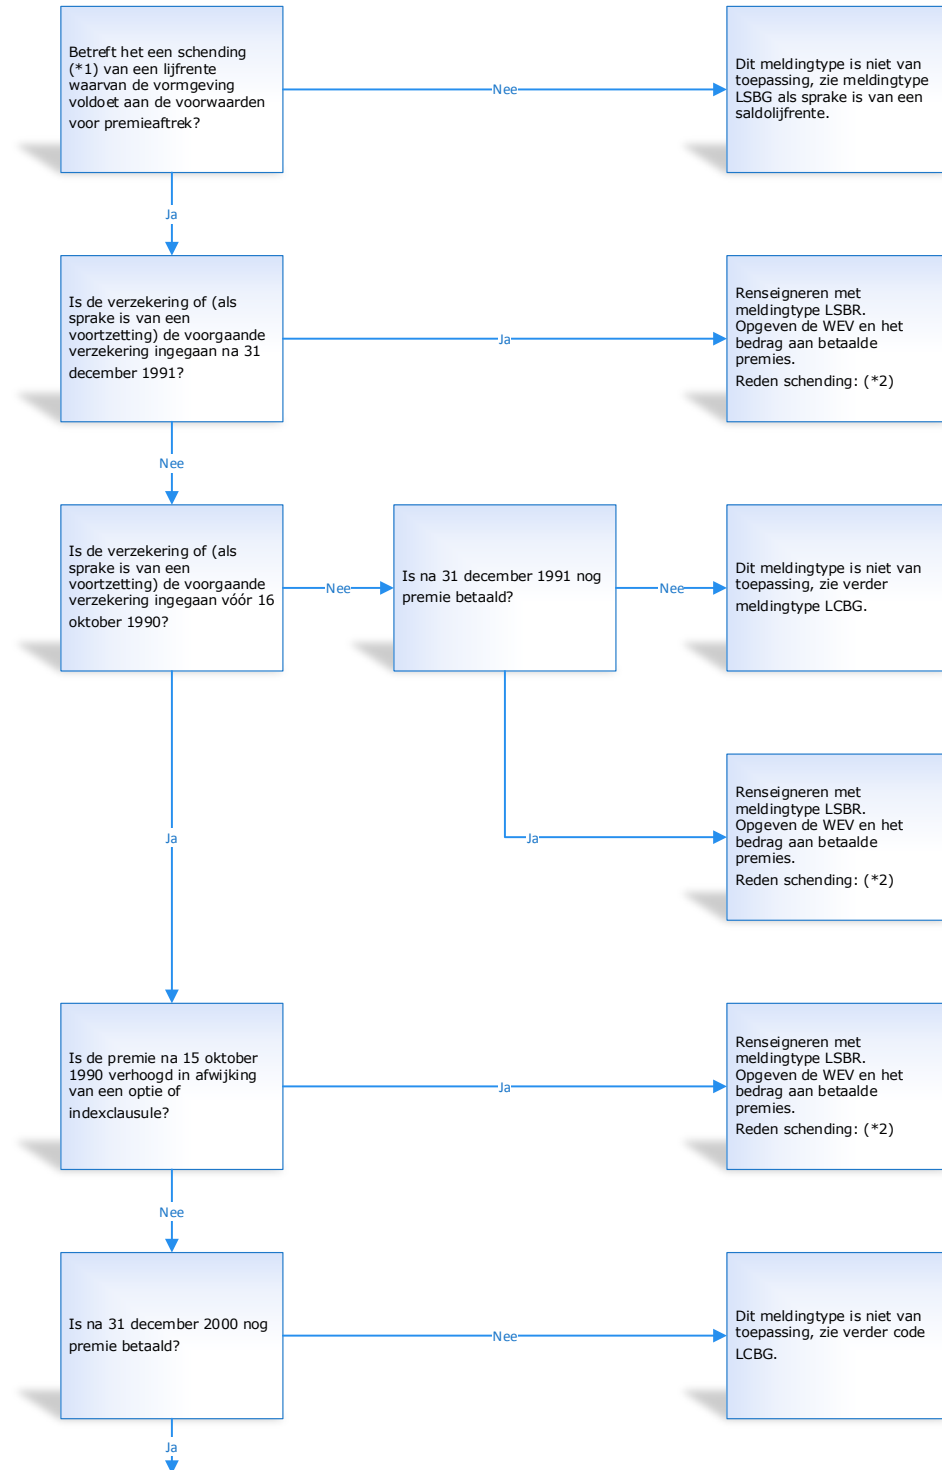 Betreft het een schending
(*1) van een lijfrente
waarvan de vormgeving
voldoet aan de voorwaarden
voor premieaftrek?
Nee
Dit meldingtype is niet van
toepassing, zie meldingtype
LSBG als sprake is van een
saldolijfrente.
Ja
Is de verzekering of (als
sprake is van een
voortzetting) de voorgaande
verzekering ingegaan na 31
december 1991?
Ja
Renseigneren met
meldingtype LSBR.
Opgeven de WEV en het
bedrag aan betaalde
premies.
Reden schending: (*2)
Nee
Is de verzekering of (als
sprake is van een
voortzetting) de voorgaande
verzekering ingegaan vóór 16
oktober 1990?
Nee
Is na 31 december 1991 nog
premie betaald?
Nee
Dit meldingtype is niet van
toepassing, zie verder
meldingtype LCBG.
Ja
Ja
Renseigneren met
meldingtype LSBR.
Opgeven de WEV en het
bedrag aan betaalde
premies.
Reden schending: (*2)
Is de premie na 15 oktober
1990 verhoogd in afwijking
van een optie of
indexclausule?
Ja
Renseigneren met
meldingtype LSBR.
Opgeven de WEV en het
bedrag aan betaalde
premies.
Reden schending: (*2)
Nee
Is na 31 december 2000 nog
premie betaald?
Nee
Dit meldingtype is niet van
toepassing, zie verder code
LCBG.
Ja